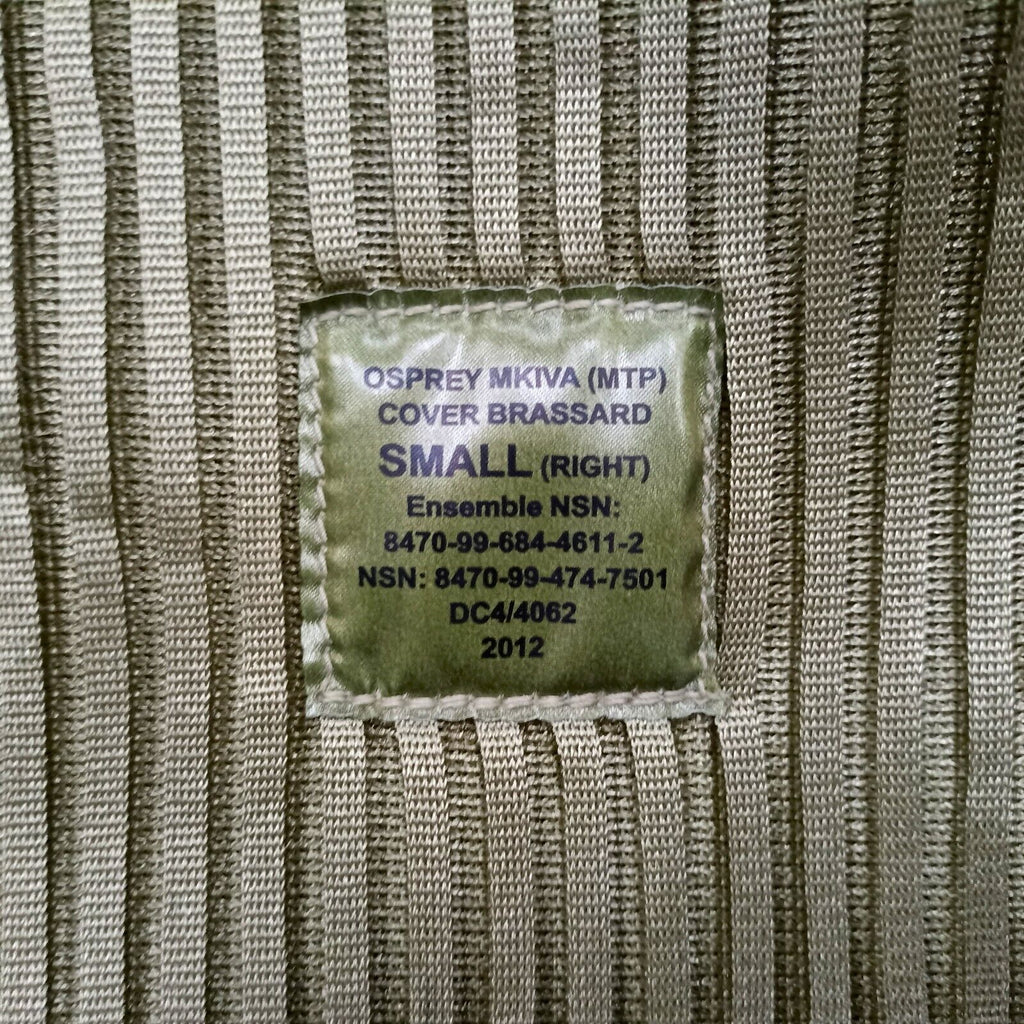 OSPREY MKIVA (MTP)
COVER BRASSARD
SMALL (RIGHT)
Ensemble NSN:
8470-99-684-4611-2
NSN: 8470-99-474-7501
DC4/4062
2012